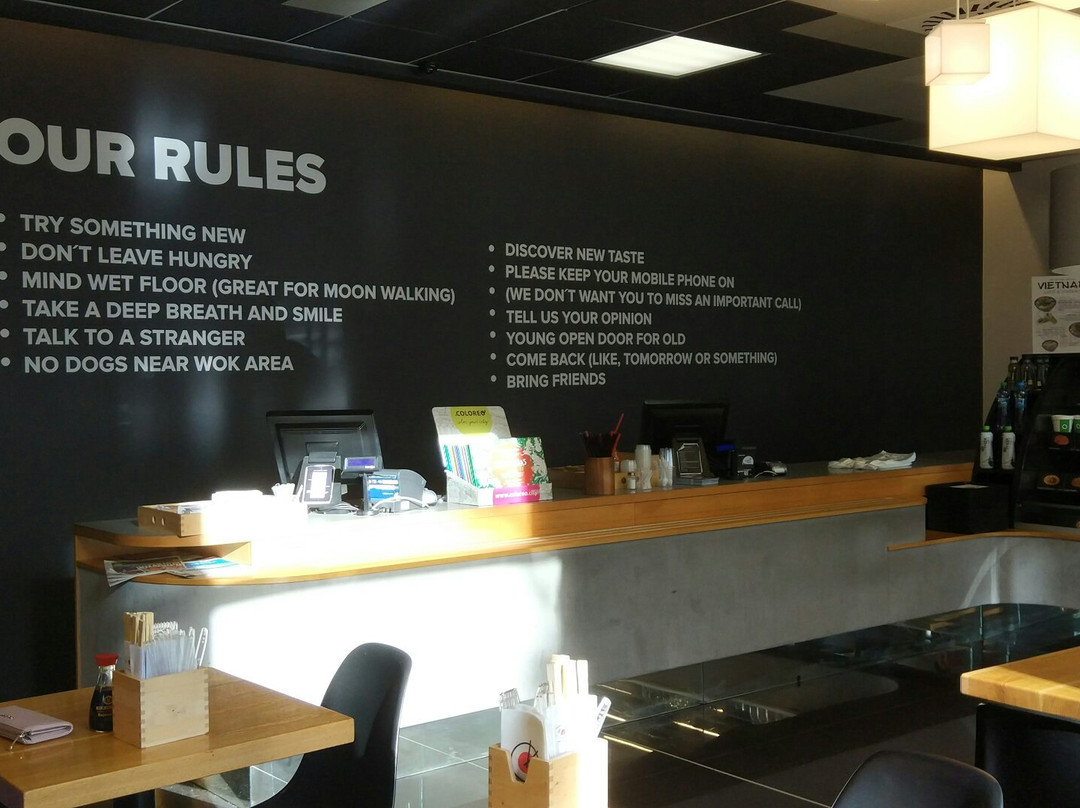 OUR RULES
• TRY SOMETHING NEW
• DON´T LEAVE HUNGRY
• MIND WET FLOOR (GREAT FOR MOON WALKING)
• TAKE A DEEP BREATH AND SMILE
• TALK TO A STRANGER
• NO DOGS NEAR WOK AREA
• DISCOVER NEW TASTE
• PLEASE KEEP YOUR MOBILE PHONE ON
• (WE DON´T WANT YOU TO MISS AN IMPORTANT CALL)
• TELL US YOUR OPINION
• YOUNG OPEN DOOR FOR OLD
• COME BACK (LIKE, TOMORROW OR SOMETHING)
• BRING FRIENDS
VIETNA
COLOREO